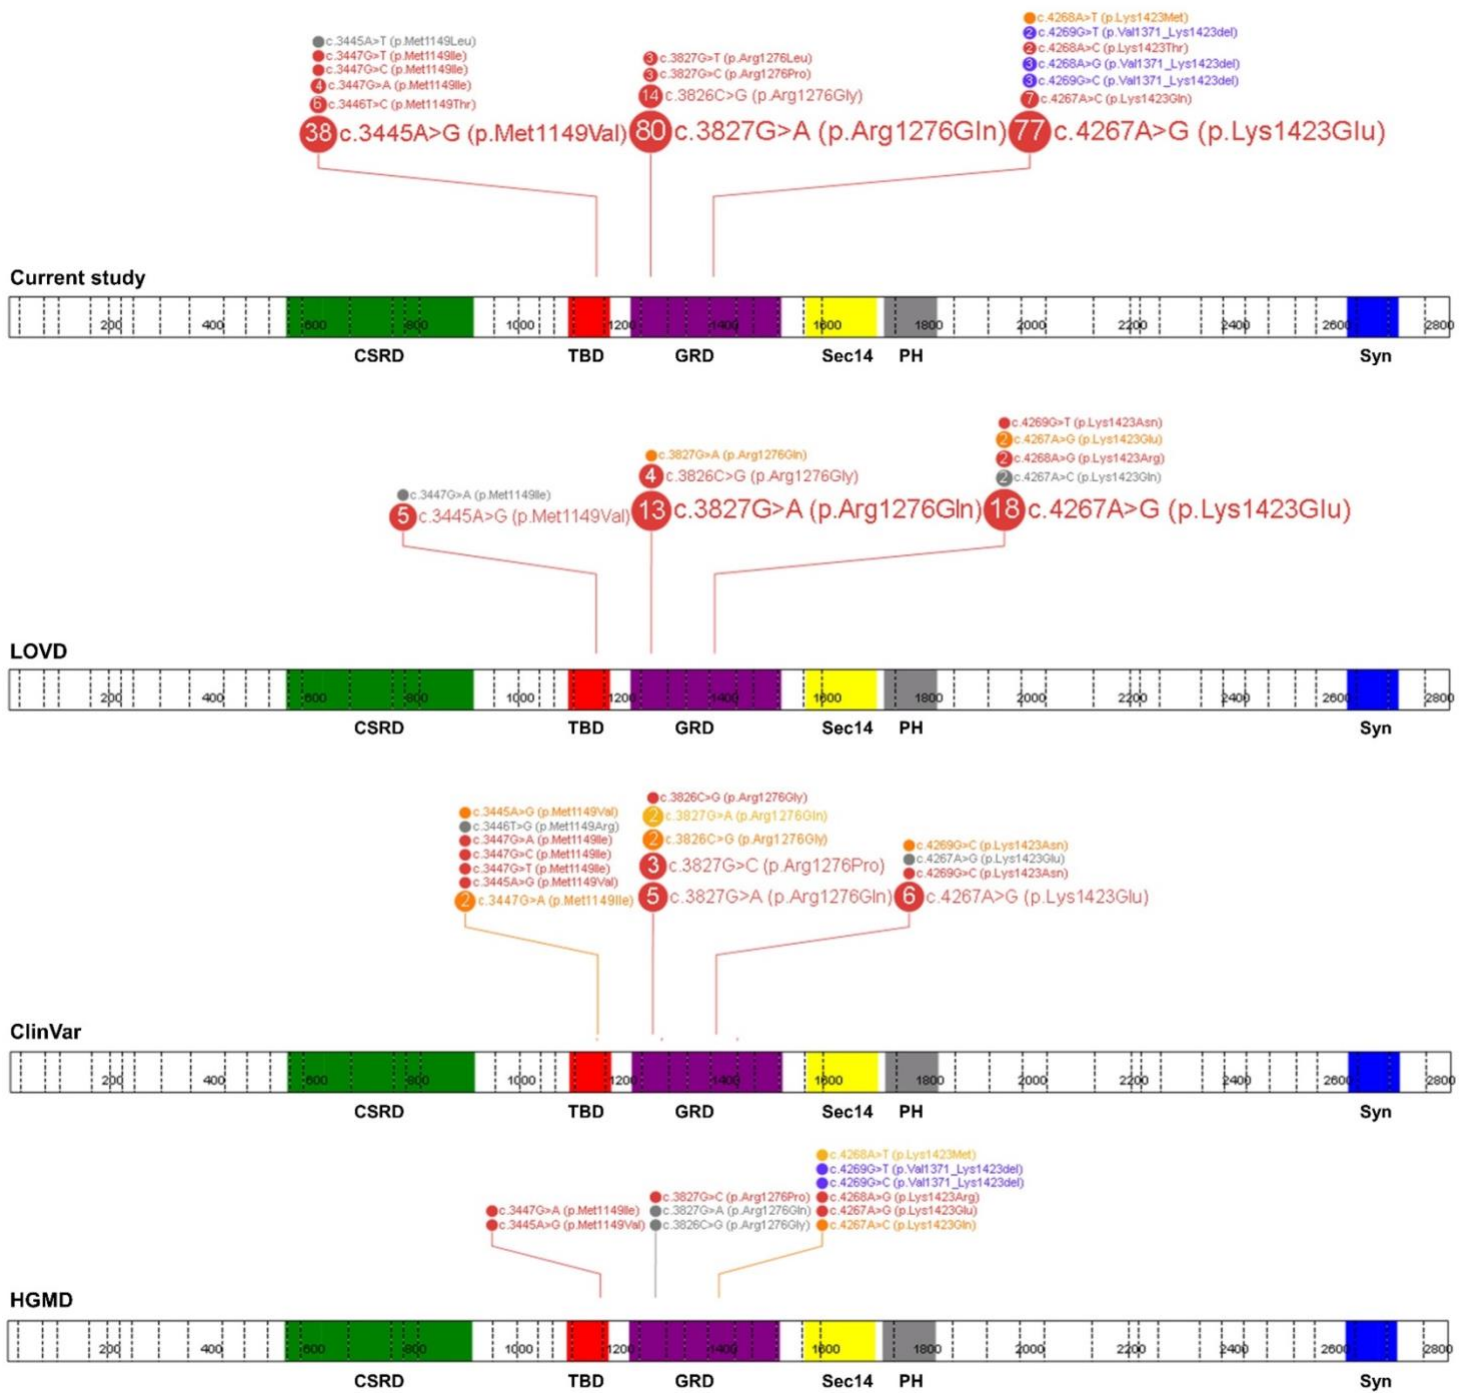 c.3445A>T (p.Met1149Leu)
c.3447G>T (p.Met1149Ile)
c.3447G>C (p.Met1149Ile)
4 c.3447G>A (p.Met1149Ile)
6 c.3446T>C (p.Met1149Thr)
38 c.3445A>G (p.Met1149Val)
3 c.3827G>T (p.Arg1276Leu)
3 c.3827G>C (p.Arg1276Pro)
14 c.3826C>G (p.Arg1276Gly)
80 c.3827G>A (p.Arg1276Gln)
c.4268A>T (p.Lys1423Met)
2 c.4269G>T (p.Val1371_Lys1423del)
2 c.4268A>C (p.Lys1423Thr)
3 c.4268A>G (p.Val1371_Lys1423del)
3 c.4269G>C (p.Val1371_Lys1423del)
7 c.4267A>C (p.Lys1423Gln)
77 c.4267A>G (p.Lys1423Glu)
Current study
200 400 600 800 1000 1200 1400 1600 1800 2000 2200 2400 2600 2800
CSRD TBD GRD Sec14 PH Syn
c.3447G>A (p.Met1149Ile)
5 c.3445A>G (p.Met1149Val)
c.3827G>A (p.Arg1276Gln)
4 c.3826C>G (p.Arg1276Gly)
13 c.3827G>A (p.Arg1276Gln)
c.4269G>T (p.Lys1423Asn)
2 c.4267A>G (p.Lys1423Glu)
2 c.4268A>G (p.Lys1423Arg)
2 c.4267A>C (p.Lys1423Gln)
18 c.4267A>G (p.Lys1423Glu)
LOVD
200 400 600 800 1000 1200 1400 1600 1800 2000 2200 2400 2600 2800
CSRD TBD GRD Sec14 PH Syn
c.3445A>G (p.Met1149Val)
c.3446T>G (p.Met1149Arg)
c.3447G>A (p.Met1149Ile)
c.3447G>C (p.Met1149Ile)
c.3447G>T (p.Met1149Ile)
c.3445A>G (p.Met1149Val)
2 c.3447G>A (p.Met1149Ile)
c.3826C>G (p.Arg1276Gly)
2 c.3827G>A (p.Arg1276Gln)
2 c.3826C>G (p.Arg1276Gly)
3 c.3827G>C (p.Arg1276Pro)
5 c.3827G>A (p.Arg1276Gln)
c.4269G>C (p.Lys1423Asn)
c.4267A>G (p.Lys1423Glu)
c.4269G>C (p.Lys1423Asn)
6 c.4267A>G (p.Lys1423Glu)
ClinVar
200 400 600 800 1000 1200 1400 1600 1800 2000 2200 2400 2600 2800
CSRD TBD GRD Sec14 PH Syn
c.3447G>A (p.Met1149Ile)
c.3445A>G (p.Met1149Val)
c.3827G>C (p.Arg1276Pro)
c.3827G>A (p.Arg1276Gln)
c.3826C>G (p.Arg1276Gly)
c.4268A>T (p.Lys1423Met)
c.4269G>T (p.Val1371_Lys1423del)
c.4269G>C (p.Val1371_Lys1423del)
c.4268A>G (p.Lys1423Arg)
c.4267A>G (p.Lys1423Glu)
c.4267A>C (p.Lys1423Gln)
HGMD
200 400 600 800 1000 1200 1400 1600 1800 2000 2200 2400 2600 2800
CSRD TBD GRD Sec14 PH Syn